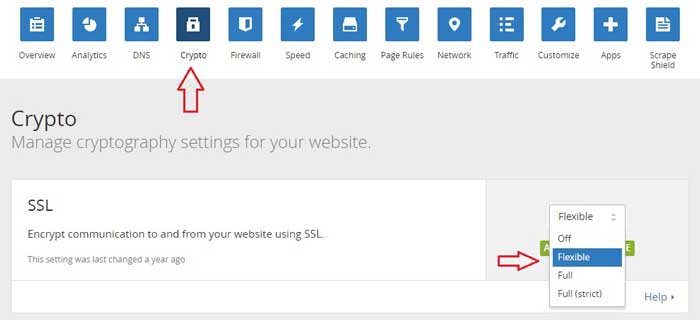 Overview Analytics DNS Crypto Firewall Speed Caching Page Rules Network Traffic Customize Apps Scrape
Shield
Crypto
Manage cryptography settings for your website.
SSL
Encrypt communication to and from your website using SSL.
This setting was last changed a year ago
Flexible
Off
A E
Flexible
Full
Full (strict)
Help